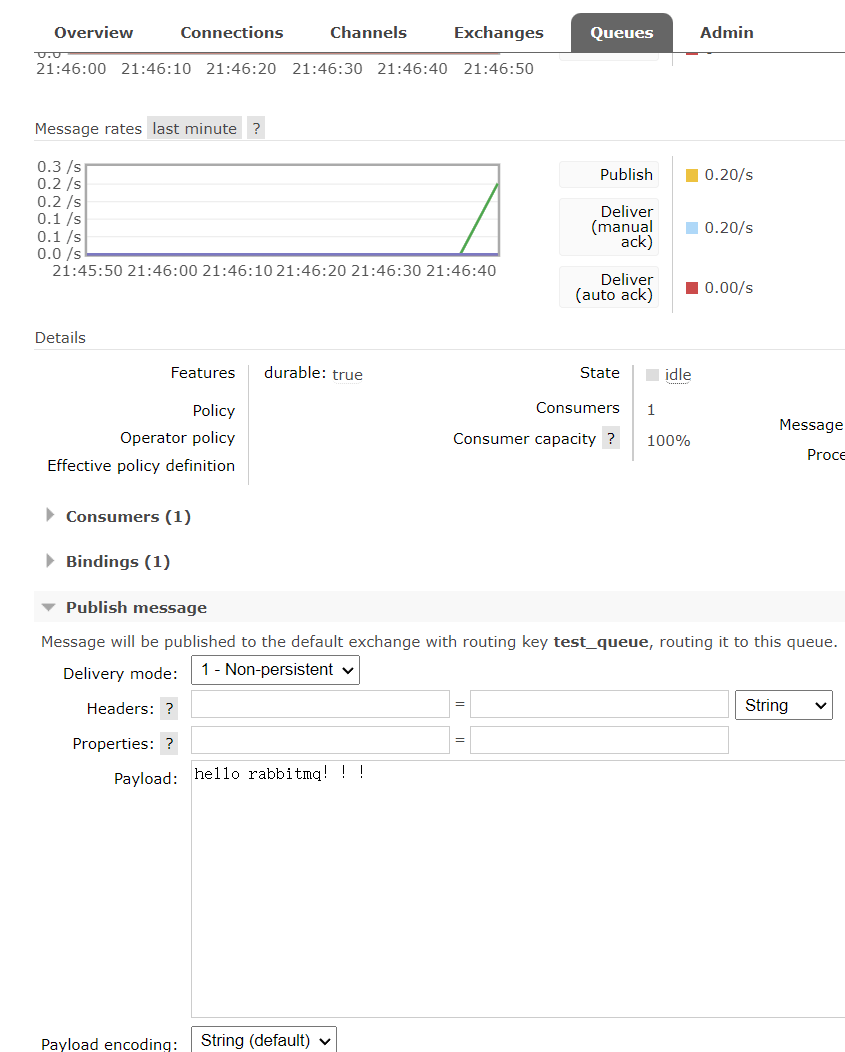 Overview Connections Channels Exchanges Queues Admin
0.0
21:46:00 21:46:10 21:46:20 21:46:30 21:46:40 21:46:50
Message rates last minute ?
0.3 /s
0.2 /s
0.2 /s
0.1 /s
0.1 /s
0.0 /s
21:45:50 21:46:00 21:46:10 21:46:20 21:46:30 21:46:40
Publish 0.20/s
Deliver
(manual
ack) 0.20/s
Deliver
(auto ack) 0.00/s
Details
Features durable: true
Policy
Operator policy
Effective policy definition
State idle
Consumers 1
Consumer capacity ? 100%
Message
Proce
Consumers (1)
Bindings (1)
Publish message
Message will be published to the default exchange with routing key test_queue, routing it to this queue.
Delivery mode: 1 - Non-persistent
Headers: ? = String
Properties: ? =
Payload: hello rabbitmq! ! !
Payload encoding: String (default)